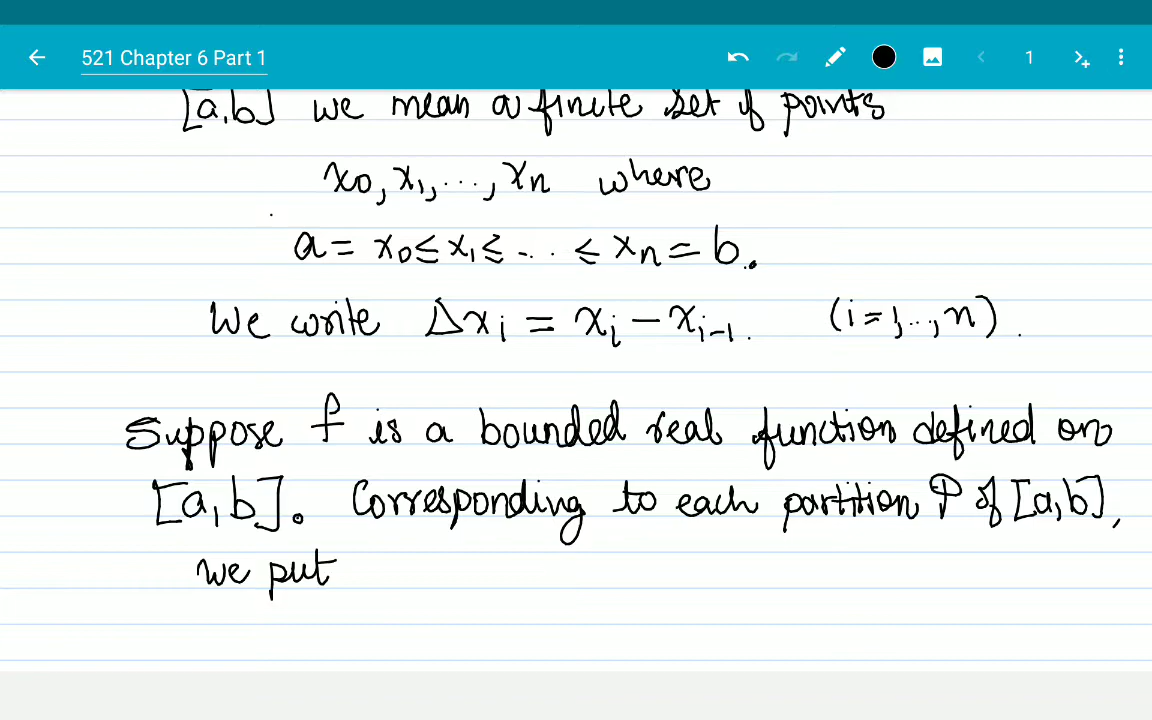 521 Chapter 6 Part 1
1
[a,b] we mean a finite set of points
x₀, x₁, ..., xₙ where
a = x₀ ≤ x₁ ≤ ... ≤ xₙ = b.
We write Δxᵢ = xᵢ − xᵢ₋₁. (i=1,..,n).
Suppose f is a bounded real function defined on
[a,b]. Corresponding to each partition P of [a,b],
we put